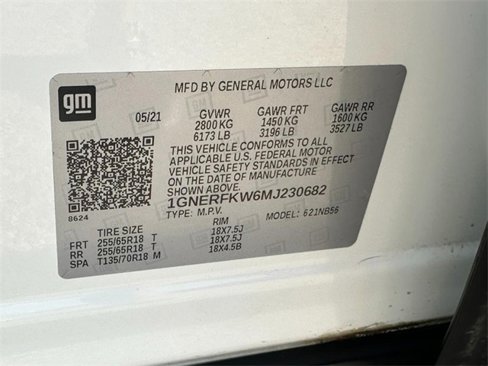 gm
MFD BY GENERAL MOTORS LLC
05/21 GVWR GAWR FRT GAWR RR
2800 KG 1450 KG 1600 KG
6173 LB 3196 LB 3527 LB
THIS VEHICLE CONFORMS TO ALL
APPLICABLE U.S. FEDERAL MOTOR
VEHICLE SAFETY STANDARDS IN EFFECT
ON THE DATE OF MANUFACTURE SHOWN ABOVE.
1GNERFKW6MJ230682
8624
TYPE: M.P.V. MODEL: 621NB56
TIRE SIZE RIM
FRT 255/65R18 T 18X7.5J
RR 255/65R18 T 18X7.5J
SPA T135/70R18 M 18X4.5B